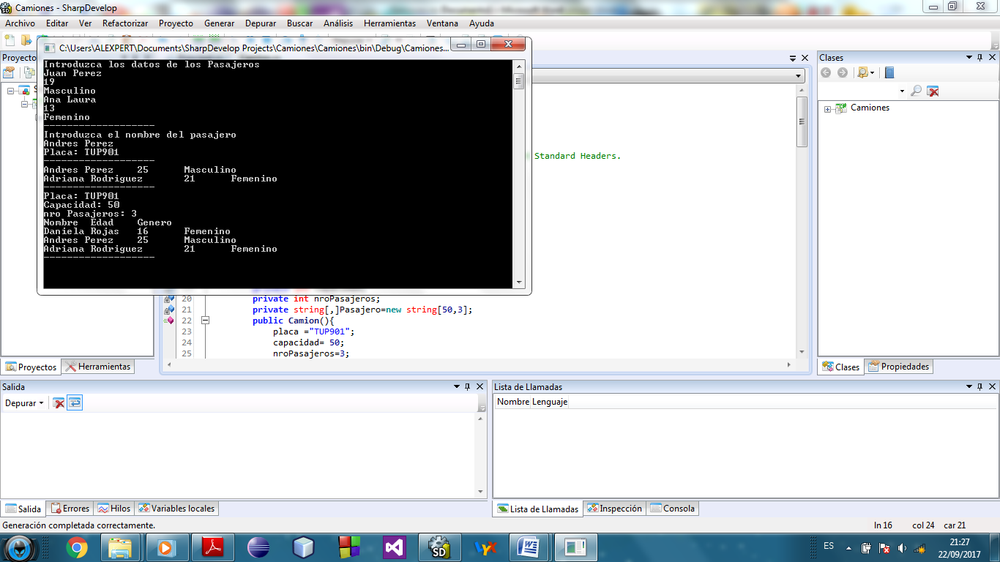 Camiones - SharpDevelop
Archivo Editar Ver Refactorizar Proyecto Generar Depurar Buscar Análisis Herramientas Ventana Ayuda
C:\Users\ALEXPERT\Documents\SharpDevelop Projects\Camiones\Camiones\bin\Debug\Camiones...
Introduzca los datos de los Pasajeros
Juan Perez
19
Masculino
Ana Laura
13
Femenino
-------------------
Introduzca el nombre del pasajero
Andres Perez
Placa: TUP901
-------------------
Andres Perez 25 Masculino
Adriana Rodriguez 21 Femenino
-------------------
Placa: TUP901
Capacidad: 50
nro Pasajeros: 3
Nombre Edad Genero
Daniela Rojas 16 Femenino
Andres Perez 25 Masculino
Adriana Rodriguez 21 Femenino
-------------------
Standard Headers.
20 private int nroPasajeros;
21 private string[,]Pasajero=new string[50,3];
22 public Camion(){
23 placa ="TUP901";
24 capacidad= 50;
25 nroPasajeros=3;
Proyectos Herramientas
Clases
Camiones
Clases Propiedades
Salida
Depurar
Salida Errores Hilos Variables locales
Lista de Llamadas
Nombre Lenguaje
Lista de Llamadas Inspección Consola
Generación completada correctamente.
ln 16 col 24 car 21
ES
21:27
22/09/2017